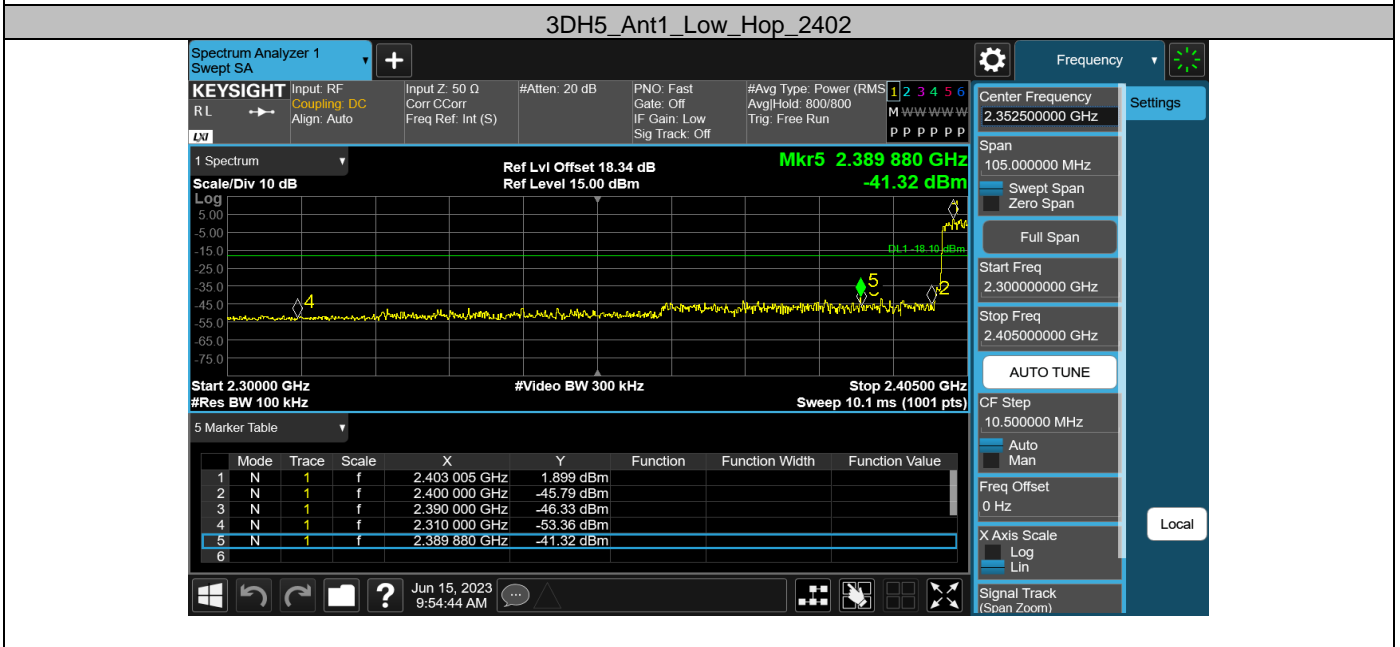 3DH5_Ant1_Low_Hop_2402
Spectrum Analyzer 1
Swept SA
Frequency
KEYSIGHT
R L
LXI
Input: RF
Coupling: DC
Align: Auto
Input Z: 50 Ω
Corr CCorr
Freq Ref: Int (S)
#Atten: 20 dB
PNO: Fast
Gate: Off
IF Gain: Low
Sig Track: Off
#Avg Type: Power (RMS
Avg|Hold: 800/800
Trig: Free Run
1 2 3 4 5 6
M W W W W W
P P P P P P
1 Spectrum
Scale/Div 10 dB
Log
Ref Lvl Offset 18.34 dB
Ref Level 15.00 dBm
Mkr5 2.389 880 GHz
-41.32 dBm
5.00
-5.00
-15.0
-25.0
-35.0
-45.0
-55.0
-65.0
-75.0
DL1 -18.10 dBm
4
5
2
Start 2.30000 GHz
#Video BW 300 kHz
Stop 2.40500 GHz
#Res BW 100 kHz
Sweep 10.1 ms (1001 pts)
5 Marker Table
Mode Trace Scale X Y Function Function Width Function Value
1 N 1 f 2.403 005 GHz 1.899 dBm
2 N 1 f 2.400 000 GHz -45.79 dBm
3 N 1 f 2.390 000 GHz -46.33 dBm
4 N 1 f 2.310 000 GHz -53.36 dBm
5 N 1 f 2.389 880 GHz -41.32 dBm
6
Jun 15, 2023
9:54:44 AM
Center Frequency
2.352500000 GHz
Settings
Span
105.000000 MHz
Swept Span
Zero Span
Full Span
Start Freq
2.300000000 GHz
Stop Freq
2.405000000 GHz
AUTO TUNE
CF Step
10.500000 MHz
Auto
Man
Freq Offset
0 Hz
X Axis Scale
Log
Lin
Local
Signal Track
(Span Zoom)